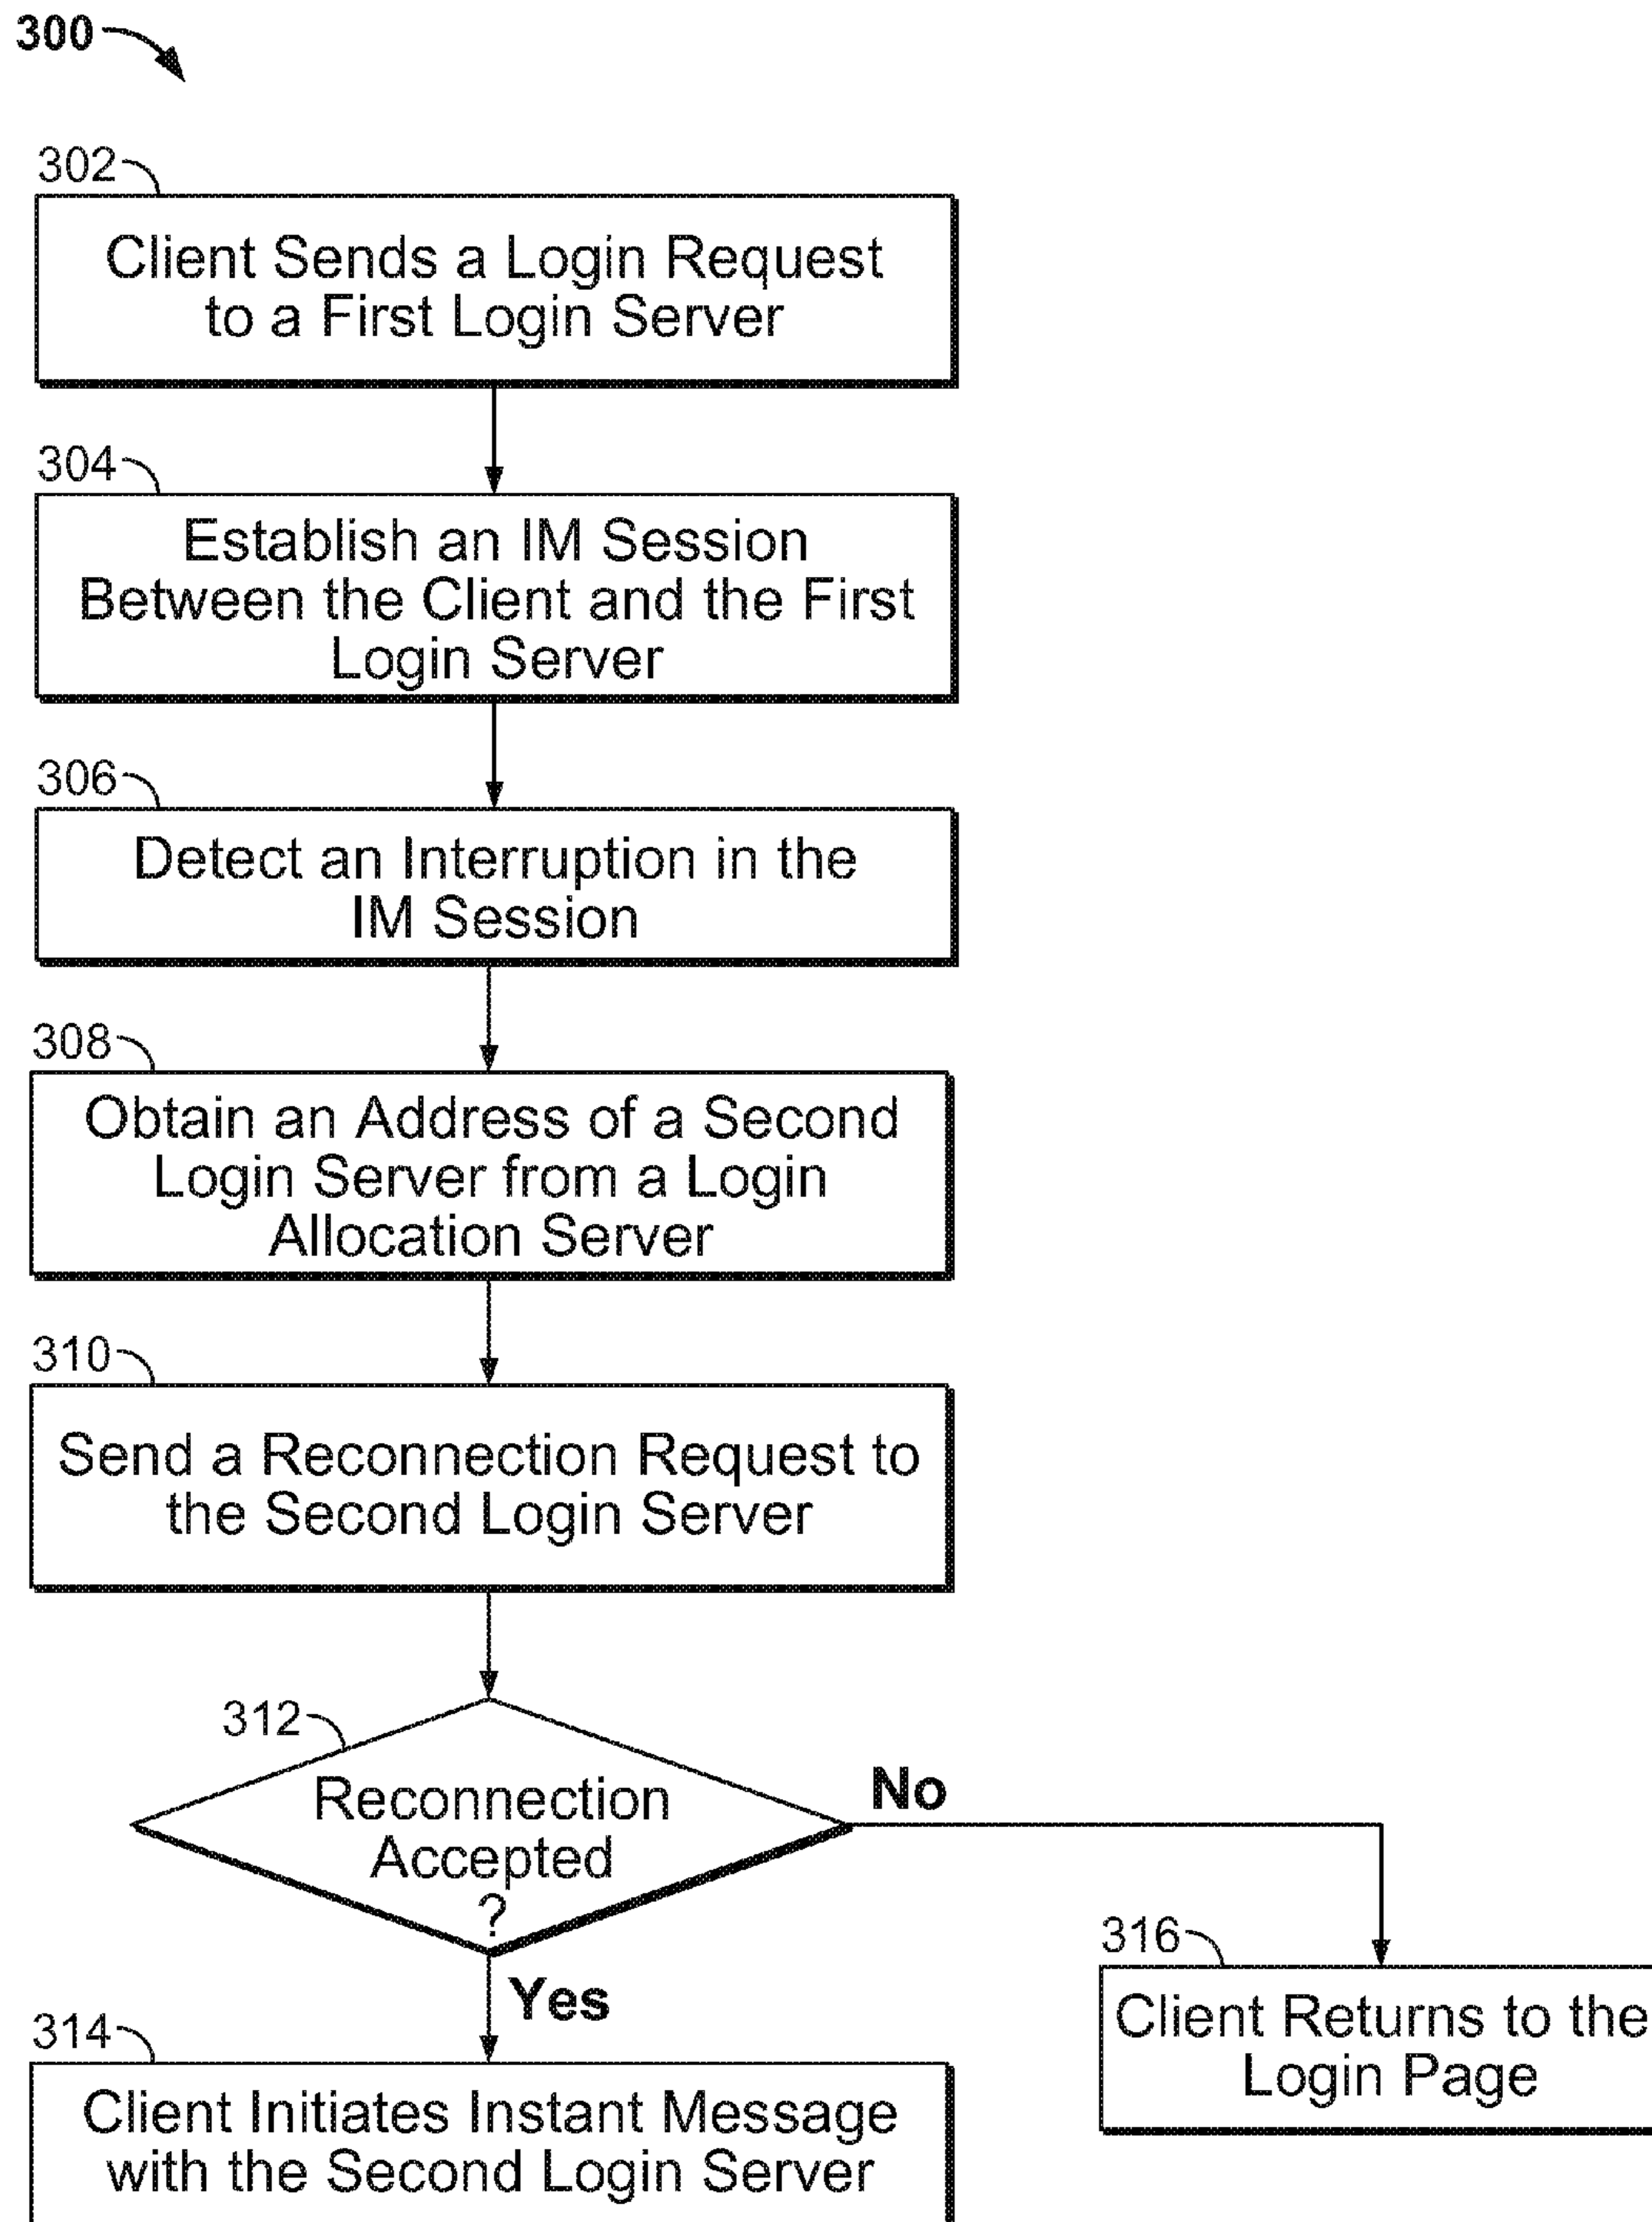 300
302
Client Sends a Login Request
to a First Login Server
304
Establish an IM Session
Between the Client and the First
Login Server
306
Detect an Interruption in the
IM Session
308
Obtain an Address of a Second
Login Server from a Login
Allocation Server
310
Send a Reconnection Request to
the Second Login Server
312
Reconnection
Accepted
?
No
Yes
316
Client Returns to the
Login Page
314
Client Initiates Instant Message
with the Second Login Server